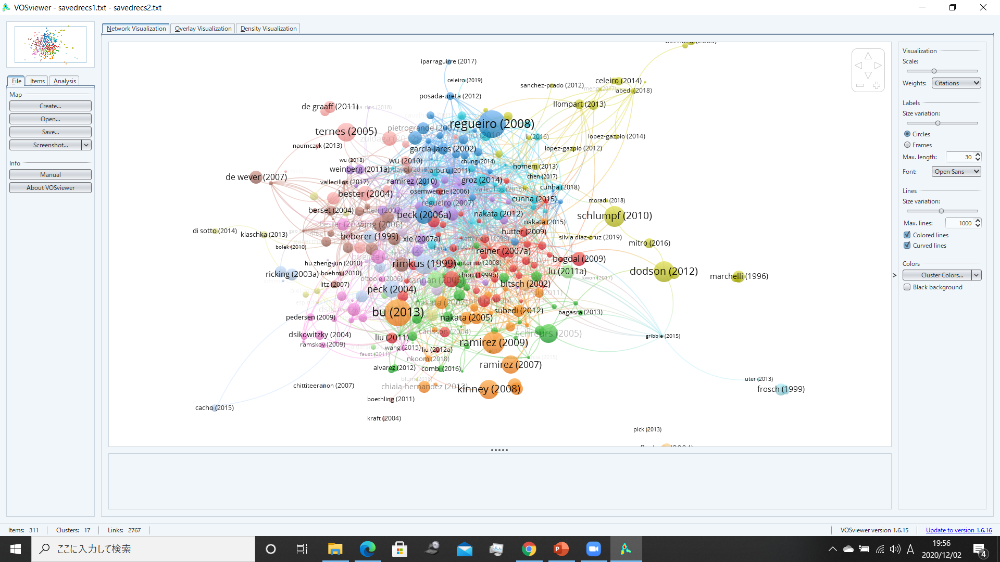 VOSviewer - savedrecs1.txt - savedrecs2.txt
Network Visualization
Overlay Visualization
Density Visualization
File
Items
Analysis
Map
Create...
Open...
Save...
Screenshot...
Info
Manual
About VOSviewer
iparraguirre (2017)
celeiro (2019)
posada-ureta (2012)
sanchez-prado (2012)
celeiro (2014)
abedi (2018)
llompart (2013)
de graaff (2011)
ternes (2005)
regueiro (2008)
naumczyk (2013)
garcia-jares (2002)
li (2016)
lopez-gazpio (2014)
lopez-gazpio (2012)
wu (2018)
wu (2010)
chung (2014)
weinberg (2011a)
arbulu (2011)
homem (2013)
de wever (2007)
vallecillos (2017)
ramirez (2010)
groz (2014)
chen (2017)
osemwengie (2006)
vallecillos (2015b)
cunha (2018)
bester (2004)
cunha (2015)
moradi (2018)
regueiro (2007)
berset (2004)
chen (2007)
peck (2006a)
nakata (2012)
schlumpf (2010)
nakata (2015)
yang (2006)
di sotto (2014)
klaschka (2013)
hutter (2009)
heberer (1999)
xie (2007a)
silvia diaz-cruz (2019)
mitro (2016)
bolek (2010)
reiner (2007a)
bogdal (2009)
hu zheng-jun (2010)
rimkus (1999)
canterino (2008)
ricking (2003a)
boehm (2010)
chou (1999b)
lu (2011a)
dodson (2012)
marchelli (1996)
o'toole (2006)
kannan (2005)
kwon (2017)
litz (2007)
peck (2004)
bitsch (2002)
subedi (2011)
nakata (2007)
bu (2013)
subedi (2012)
bagasra (2013)
pedersen (2009)
nakata (2005)
dsikowitzky (2004)
carlsson (2004)
schreurs (2005)
gribble (2015)
liu (2011)
ramskov (2009)
wang (2015)
liu (2012a)
ramirez (2009)
faust (2011)
nkoom (2018)
alvarez (2012)
combi (2016)
ramirez (2007)
uter (2013)
chittiteeranon (2007)
chiaia-hernandez (2013)
kinney (2008)
frosch (1999)
boethling (2011)
cacho (2015)
kraft (2004)
pick (2013)
Visualization
Scale:
Weights:
Citations
Labels
Size variation:
Circles
Frames
Max. length:
30
Font:
Open Sans
Lines
Size variation:
Max. lines:
1000
Colored lines
Curved lines
Colors
Cluster Colors...
Black background
Items: 311
Clusters: 17
Links: 2767
VOSviewer version 1.6.15
Update to version 1.6.16
ここに入力して検索
A
19:56
2020/12/02
4